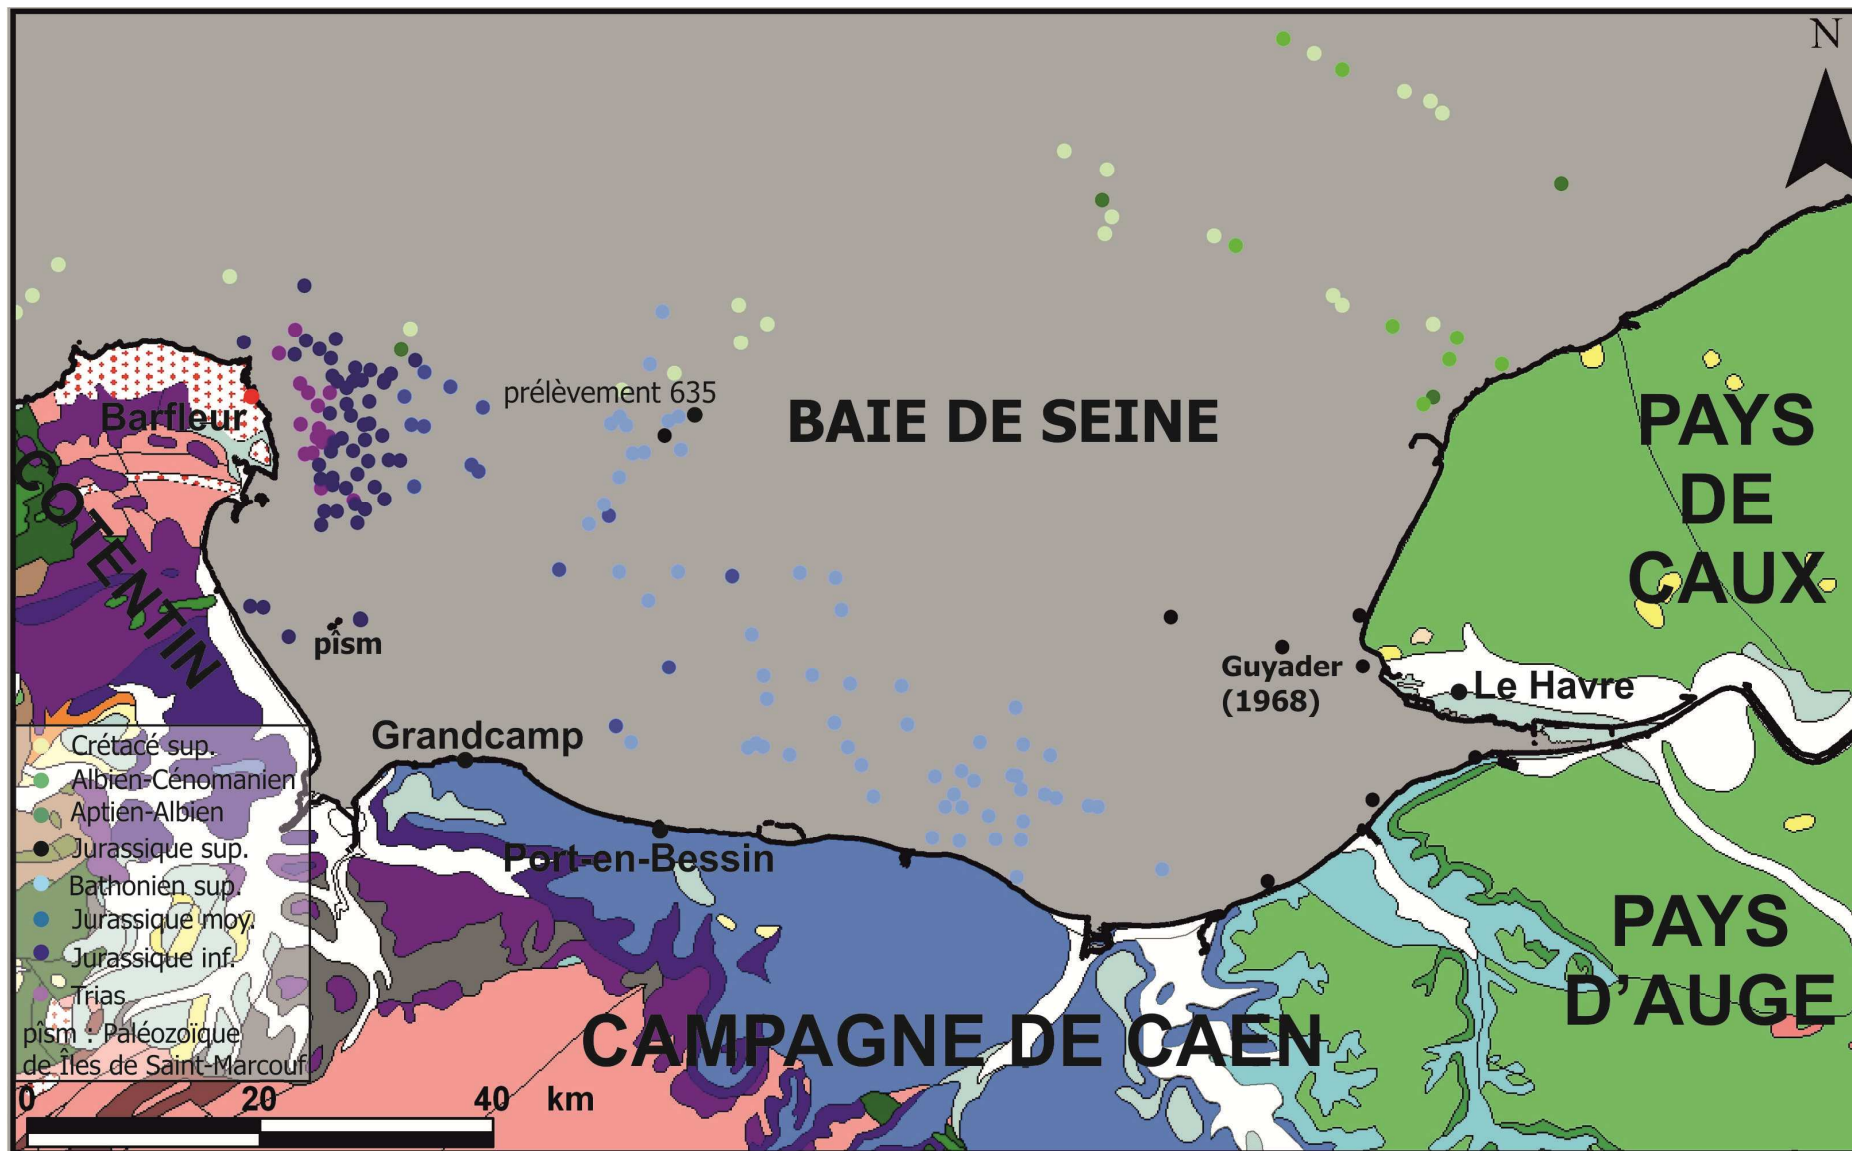 N
prélèvement 635
BAIE DE SEINE
Barfleur
COTENTIN
PAYS
DE
CAUX
pîsm
Guyader
(1968)
Le Havre
Grandcamp
Port-en-Bessin
PAYS
D’AUGE
CAMPAGNE DE CAEN
Crétacé sup.
Albien-Cénomanien
Aptien-Albien
Jurassique sup.
Bathonien sup.
Jurassique moy.
Jurassique inf.
Trias
pîsm : Paléozoïque
de Îles de Saint-Marcouf
0 20 40 km